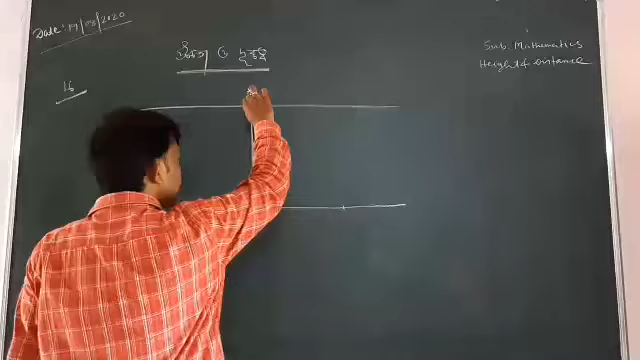 Date: 19/08/2020
Sub. Mathematics
Height & Distance
ଉଚ୍ଚତା ଓ ଦୂରତା
16